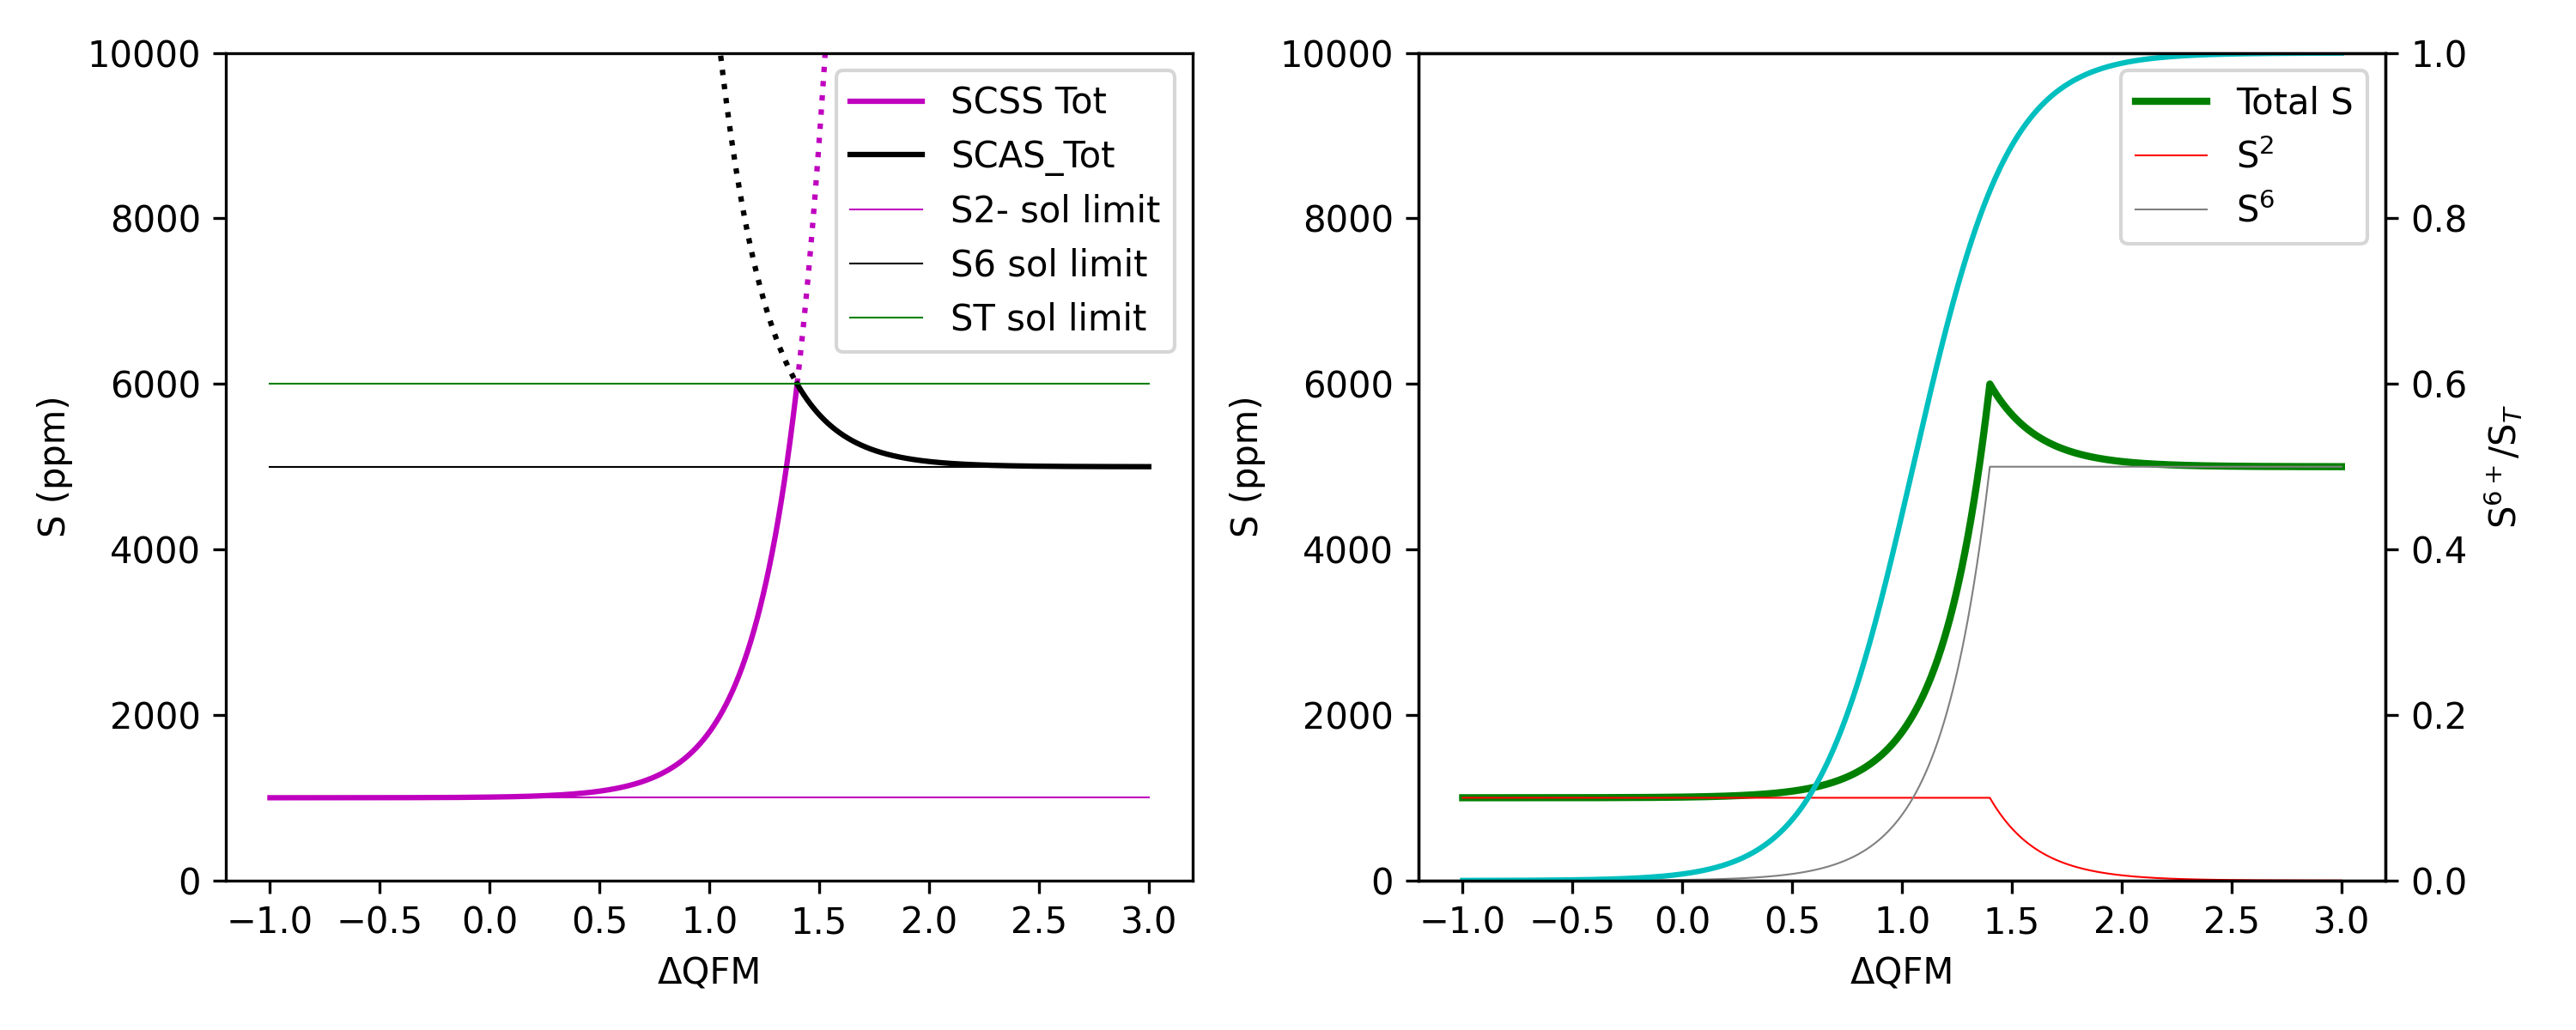 10000
8000
6000
4000
2000
0
S (ppm)
−1.0 −0.5 0.0 0.5 1.0 1.5 2.0 2.5 3.0
ΔQFM
SCSS Tot
SCAS_Tot
S2- sol limit
S6 sol limit
ST sol limit
10000
8000
6000
4000
2000
0
S (ppm)
−1.0 −0.5 0.0 0.5 1.0 1.5 2.0 2.5 3.0
ΔQFM
Total S
S²
S⁶
1.0
0.8
0.6
0.4
0.2
0.0
S⁶⁺/S_T